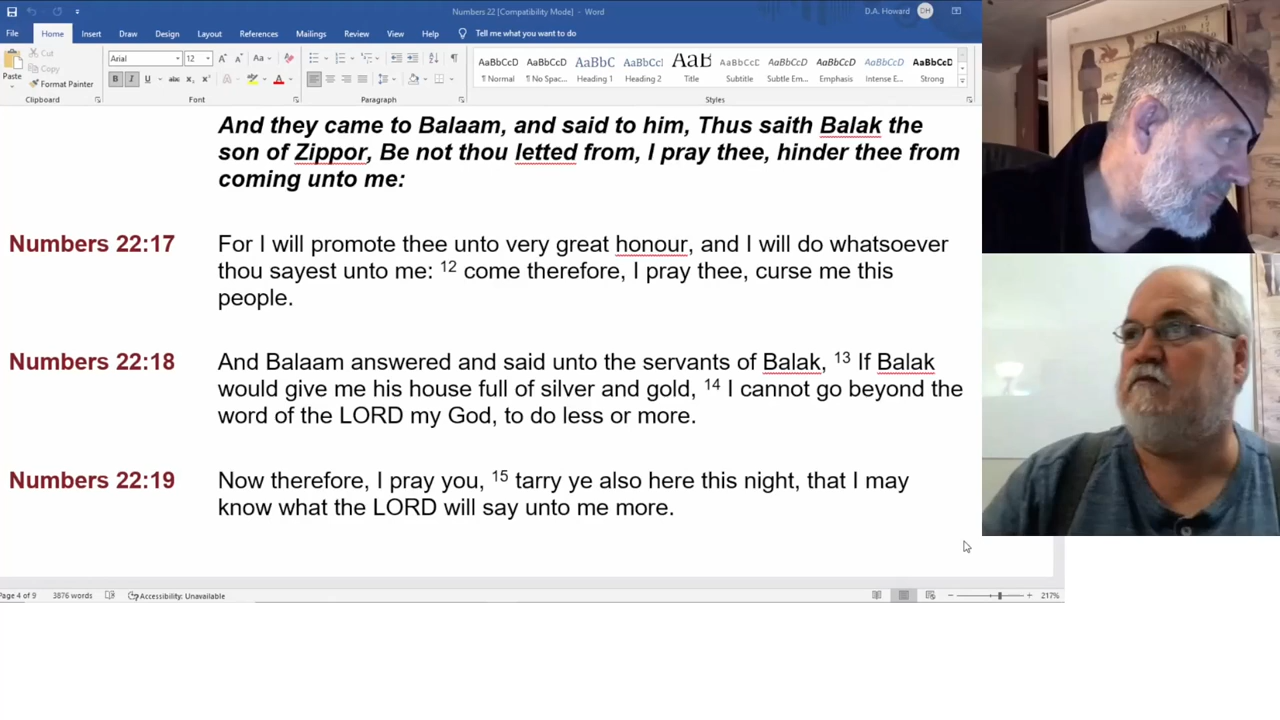 Numbers 22 [Compatibility Mode] - Word
D.A. Howard DH
File Home Insert Draw Design Layout References Mailings Review View Help Tell me what you want to do
Paste Cut Copy Format Painter
Arial 12 Aa
B I U abc x₂ x² A
AaBbCcD AaBbCcD AaBbC AaBbCcI AaB AaBbCcD AaBbCcD AaBbCcD AaBbCcD AaBbCcD
¶ Normal ¶ No Spac... Heading 1 Heading 2 Title Subtitle Subtle Em... Emphasis Intense E... Strong
Clipboard Font Paragraph Styles
And they came to Balaam, and said to him, Thus saith Balak the
son of Zippor, Be not thou letted from, I pray thee, hinder thee from
coming unto me:
Numbers 22:17 For I will promote thee unto very great honour, and I will do whatsoever
thou sayest unto me: 12 come therefore, I pray thee, curse me this
people.
Numbers 22:18 And Balaam answered and said unto the servants of Balak, 13 If Balak
would give me his house full of silver and gold, 14 I cannot go beyond the
word of the LORD my God, to do less or more.
Numbers 22:19 Now therefore, I pray you, 15 tarry ye also here this night, that I may
know what the LORD will say unto me more.
Page 4 of 9 3876 words Accessibility: Unavailable 217%